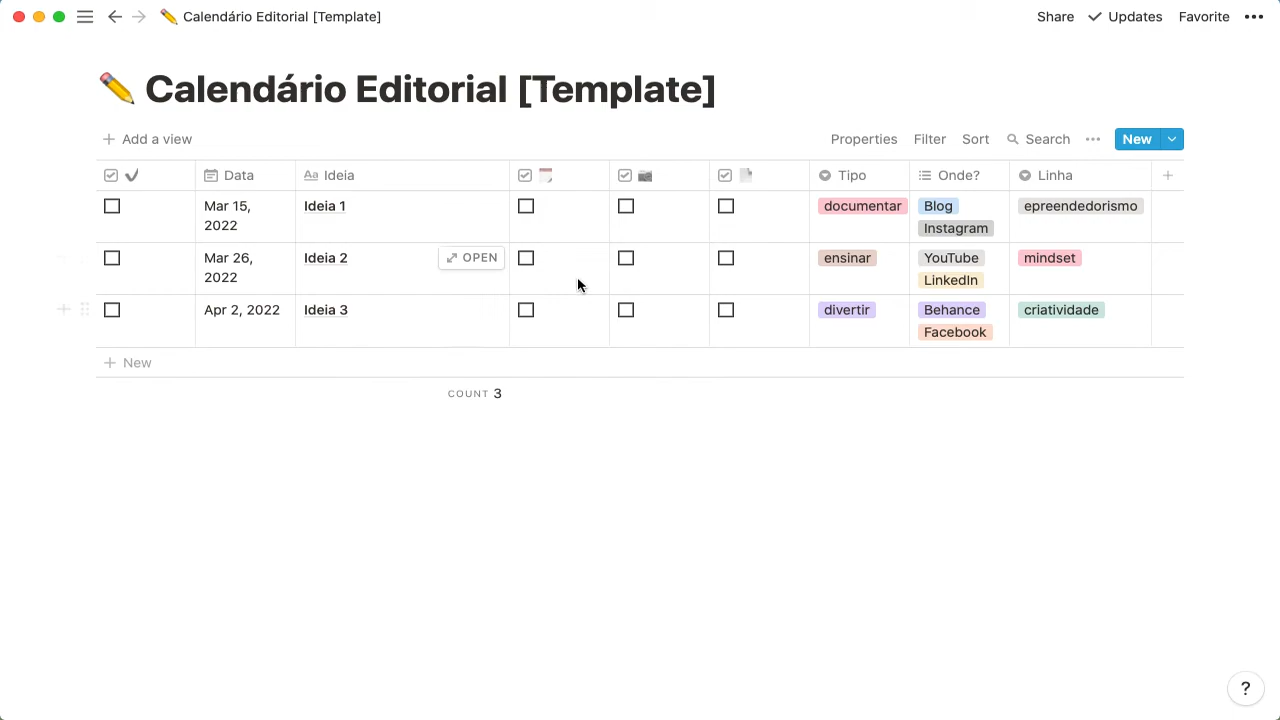 Calendário Editorial [Template]
Share
Updates
Favorite
Calendário Editorial [Template]
Add a view
Properties
Filter
Sort
Search
New
Data
Aa Ideia
Tipo
Onde?
Linha
Mar 15, 2022
Ideia 1
documentar
Blog
Instagram
epreendedorismo
Mar 26, 2022
Ideia 2
OPEN
ensinar
YouTube
LinkedIn
mindset
Apr 2, 2022
Ideia 3
divertir
Behance
Facebook
criatividade
New
COUNT 3
?